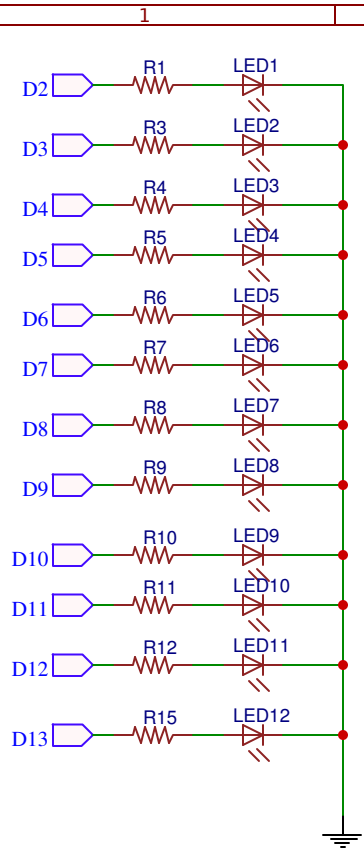 1
D2 R1 LED1
D3 R3 LED2
D4 R4 LED3
D5 R5 LED4
D6 R6 LED5
D7 R7 LED6
D8 R8 LED7
D9 R9 LED8
D10 R10 LED9
D11 R11 LED10
D12 R12 LED11
D13 R15 LED12